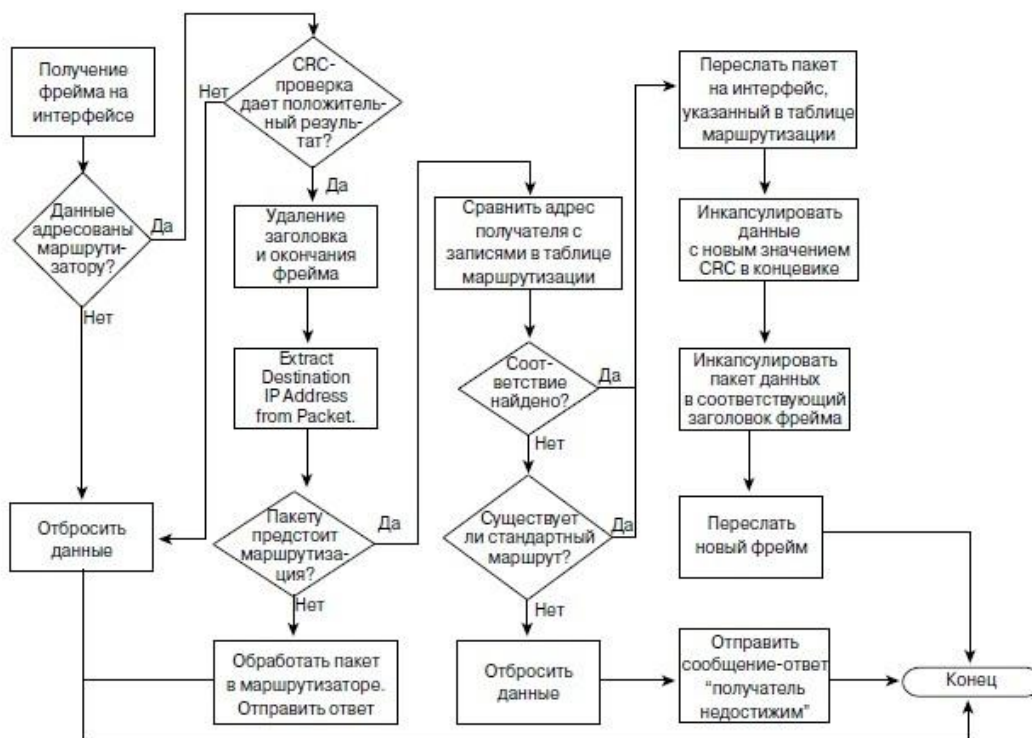 Получение
фрейма на
интерфейсе
Данные
адресованы
маршрути-
затору?
Да
Нет
Отбросить
данные
CRC-
проверка
дает положитель-
ный резуль-
тат?
Нет
Да
Удаление
заголовка
и окончания
фрейма
Extract
Destination
IP Address
from Packet.
Пакету
предстоит
маршрутиза-
ция?
Да
Нет
Обработать пакет
в маршрутизаторе.
Отправить ответ
Сравнить адрес
получателя с
записями в таблице
маршрутизации
Соот-
ветствие
найдено?
Да
Нет
Существует
ли стандартный
маршрут?
Да
Нет
Отбросить
данные
Переслать пакет
на интерфейс,
указанный в таблице
маршрутизации
Инкапсулировать
данные
с новым значением
CRC в концевике
Инкапсулировать
пакет данных
в соответствующий
заголовок фрейма
Переслать
новый фрейм
Отправить
сообщение-ответ
“получатель
недостижим”
Конец